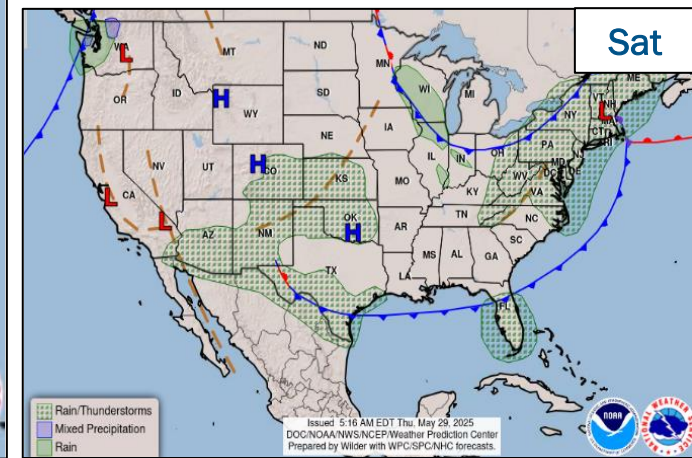 Sat
WA
MT
ND
MN
ME
OR
ID
WY
SD
WI
MI
VT
NH
NY
MA
CT
RI
NE
IA
PA
NV
UT
CO
KS
IL
IN
OH
NJ
MD
DE
DC
WV
VA
CA
MO
KY
AZ
NM
OK
AR
TN
NC
SC
TX
LA
MS
AL
GA
FL
L
L
L
L
H
H
H
Rain/Thunderstorms
Mixed Precipitation
Rain
Issued 5:16 AM EDT Thu, May 29, 2025
DOC/NOAA/NWS/NCEP/Weather Prediction Center
Prepared by Wilder with WPC/SPC/NHC forecasts.
NOAA